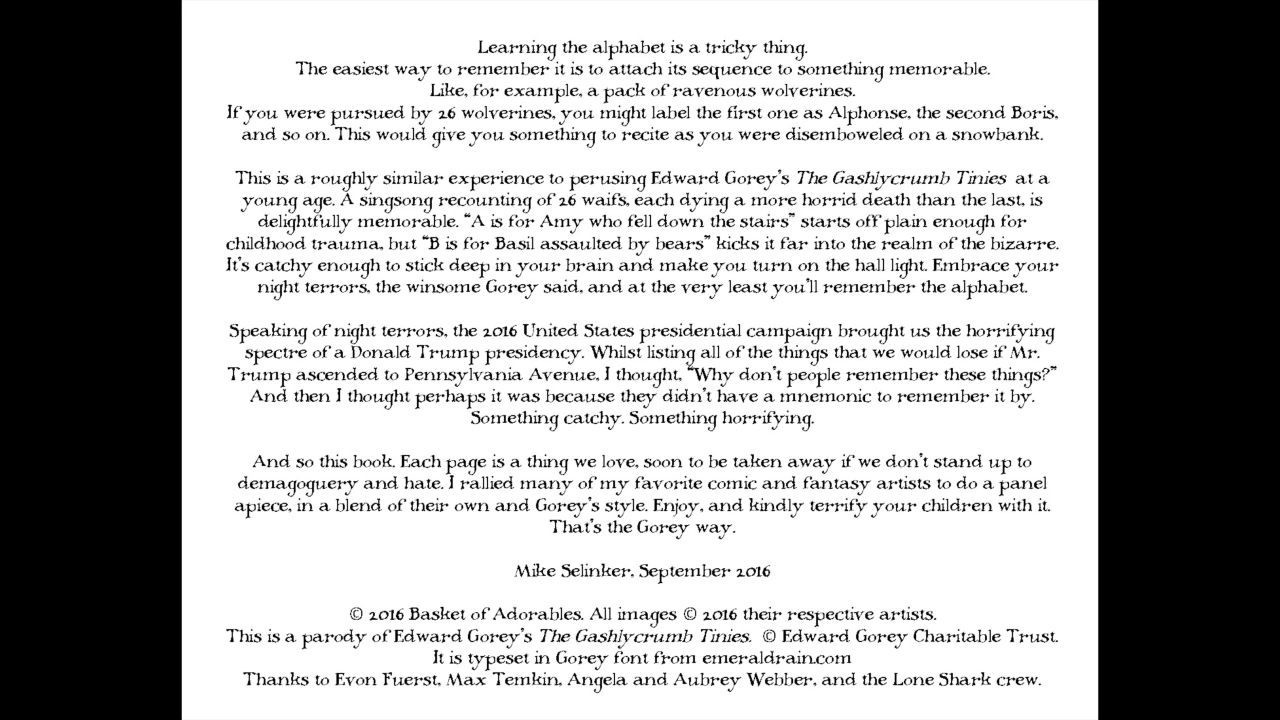 Learning the alphabet is a tricky thing.
The easiest way to remember it is to attach its sequence to something memorable.
Like, for example, a pack of ravenous wolverines.
If you were pursued by 26 wolverines, you might label the first one as Alphonse, the second Boris,
and so on. This would give you something to recite as you were disemboweled on a snowbank.
This is a roughly similar experience to perusing Edward Gorey's The Gashlycrumb Tinies at a
young age. A singsong recounting of 26 waifs, each dying a more horrid death than the last, is
delightfully memorable. "A is for Amy who fell down the stairs" starts off plain enough for
childhood trauma, but "B is for Basil assaulted by bears" kicks it far into the realm of the bizarre.
It's catchy enough to stick deep in your brain and make you turn on the hall light. Embrace your
night terrors, the winsome Gorey said, and at the very least you'll remember the alphabet.
Speaking of night terrors, the 2016 United States presidential campaign brought us the horrifying
spectre of a Donald Trump presidency. Whilst listing all of the things that we would lose if Mr.
Trump ascended to Pennsylvania Avenue, I thought, "Why don't people remember these things?"
And then I thought perhaps it was because they didn't have a mnemonic to remember it by.
Something catchy. Something horrifying.
And so this book. Each page is a thing we love, soon to be taken away if we don't stand up to
demagoguery and hate. I rallied many of my favorite comic and fantasy artists to do a panel
apiece, in a blend of their own and Gorey's style. Enjoy, and kindly terrify your children with it.
That's the Gorey way.
Mike Selinker, September 2016
© 2016 Basket of Adorables. All images © 2016 their respective artists.
This is a parody of Edward Gorey's The Gashlycrumb Tinies. © Edward Gorey Charitable Trust.
It is typeset in Gorey font from emeraldrain.com
Thanks to Evon Fuerst, Max Temkin, Angela and Aubrey Webber, and the Lone Shark crew.